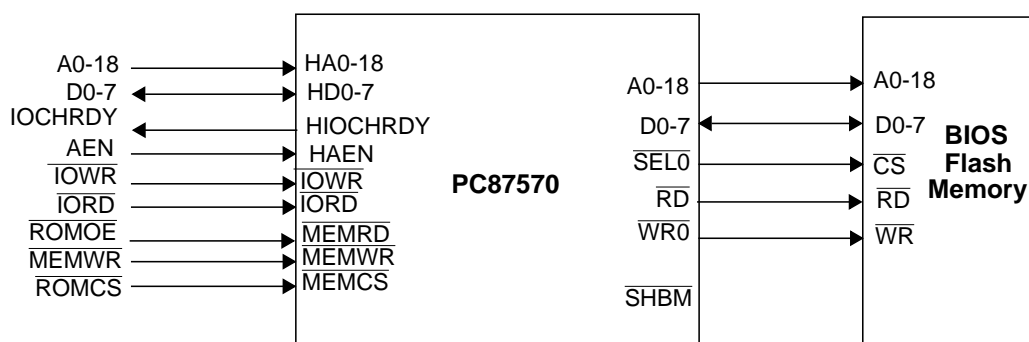 A0-18
D0-7
IOCHRDY
AEN
IOWR
IORD
ROMOE
MEMWR
ROMCS
HA0-18
HD0-7
HIOCHRDY
HAEN
IOWR
IORD
MEMRD
MEMWR
MEMCS
PC87570
A0-18
D0-7
SEL0
RD
WR0
SHBM
A0-18
D0-7
CS
RD
WR
BIOS
Flash
Memory